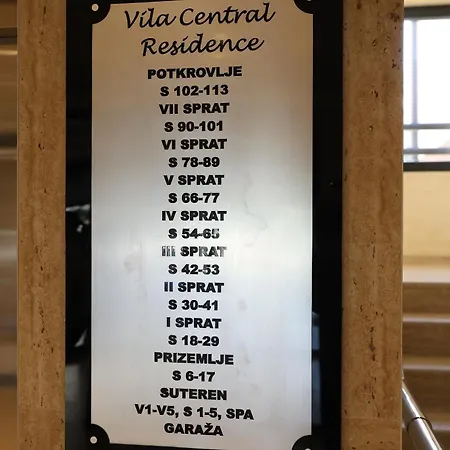 Vila Central
Residence
POTKROVLJE
S 102-113
VII SPRAT
S 90-101
VI SPRAT
S 78-89
V SPRAT
S 66-77
IV SPRAT
S 54-65
III SPRAT
S 42-53
II SPRAT
S 30-41
I SPRAT
S 18-29
PRIZEMLJE
S 6-17
SUTEREN
V1-V5, S 1-5, SPA
GARAŽA